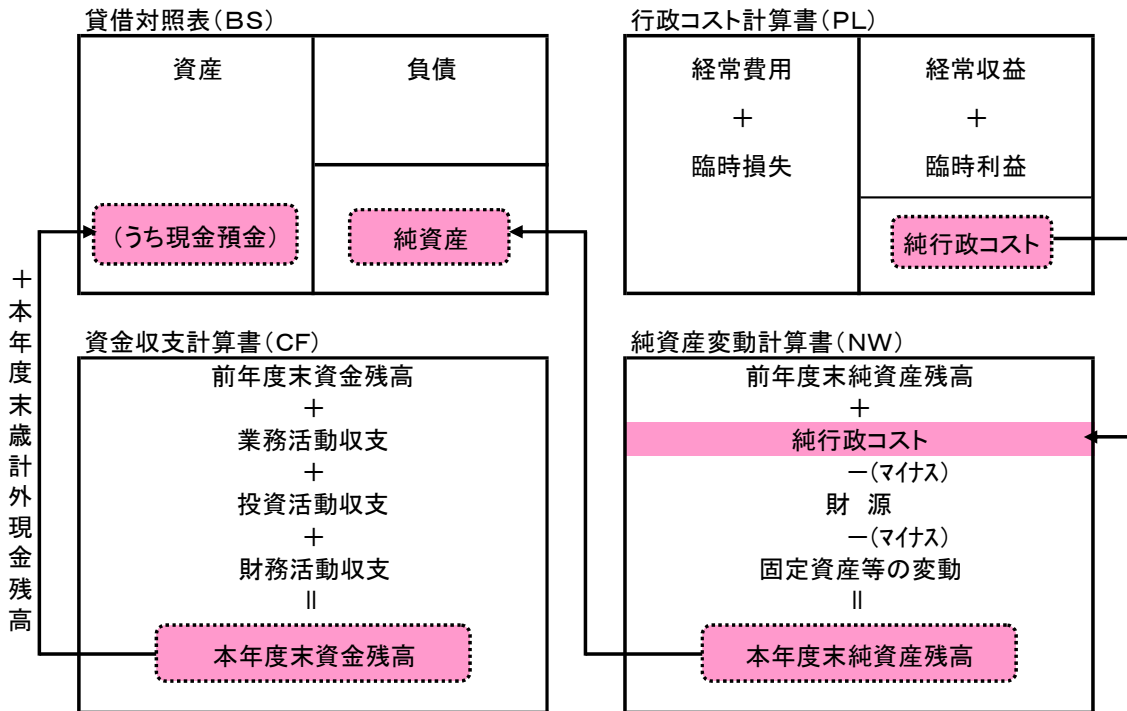 貸借対照表(BS)
資産
負債
(うち現金預金)
純資産
行政コスト計算書(PL)
経常費用
+
臨時損失
経常収益
+
臨時利益
純行政コスト
+本年度末歳計外現金残高
資金収支計算書(CF)
前年度末資金残高
+
業務活動収支
+
投資活動収支
+
財務活動収支
||
本年度末資金残高
純資産変動計算書(NW)
前年度末純資産残高
+
純行政コスト
-(マイナス)
財 源
-(マイナス)
固定資産等の変動
||
本年度末純資産残高